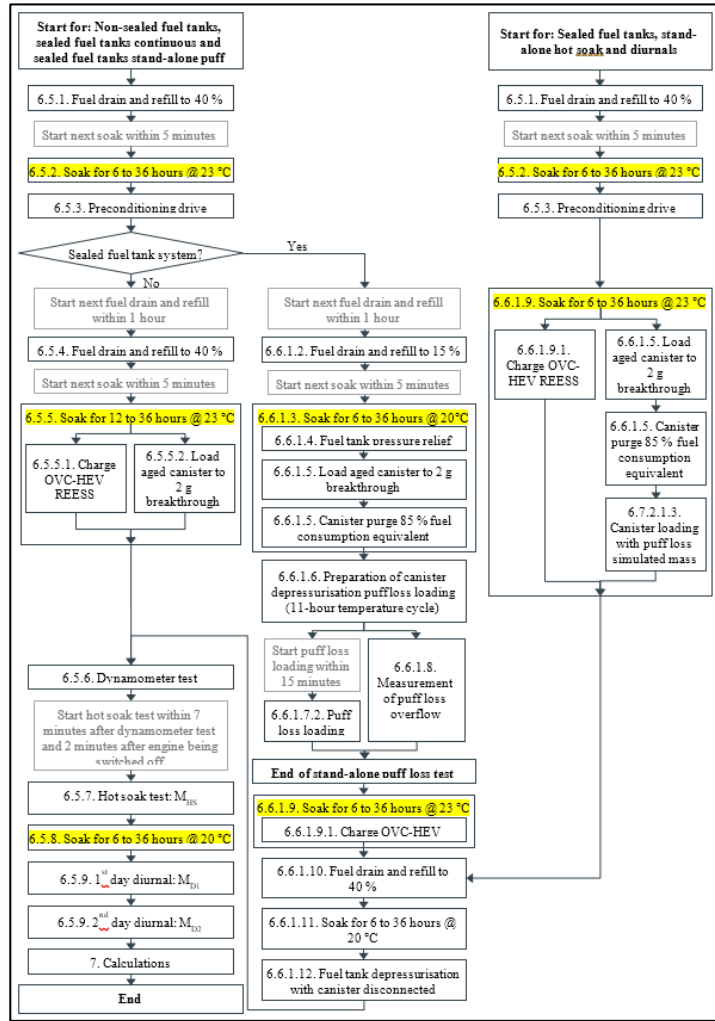 Start for: Non-sealed fuel tanks,
sealed fuel tanks continuous and
sealed fuel tanks stand-alone puff
6.5.1. Fuel drain and refill to 40 %
Start next soak within 5 minutes
6.5.2. Soak for 6 to 36 hours @ 23 °C
6.5.3. Preconditioning drive
Sealed fuel tank system?
Yes
No
Start next fuel drain and refill
within 1 hour
6.5.4. Fuel drain and refill to 40 %
Start next soak within 5 minutes
6.5.5. Soak for 12 to 36 hours @ 23 °C
6.5.5.1. Charge
OVC-HEV
REESS
6.5.5.2. Load
aged canister to
2 g
breakthrough
6.5.6. Dynamometer test
Start hot soak test within 7
minutes after dynamometer test
and 2 minutes after engine being
switched off
6.5.7. Hot soak test: MHS
6.5.8. Soak for 6 to 36 hours @ 20 °C
6.5.9. 1st day diurnal: MD1
6.5.9. 2nd day diurnal: MD2
7. Calculations
End
Start next fuel drain and refill
within 1 hour
6.6.1.2. Fuel drain and refill to 15 %
Start next soak within 5 minutes
6.6.1.3. Soak for 6 to 36 hours @ 20°C
6.6.1.4. Fuel tank pressure relief
6.6.1.5. Load aged canister to 2 g
breakthrough
6.6.1.5. Canister purge 85 % fuel
consumption equivalent
6.6.1.6. Preparation of canister
depressurisation puff loss loading
(11-hour temperature cycle)
Start puff loss
loading within
15 minutes
6.6.1.7.2. Puff
loss loading
6.6.1.8.
Measurement
of puff loss
overflow
End of stand-alone puff loss test
6.6.1.9. Soak for 6 to 36 hours @ 23 °C
6.6.1.9.1. Charge OVC-HEV
6.6.1.10. Fuel drain and refill to
40 %
6.6.1.11. Soak for 6 to 36 hours @
20 °C
6.6.1.12. Fuel tank depressurisation
with canister disconnected
Start for: Sealed fuel tanks, stand-
alone hot soak and diurnals
6.5.1. Fuel drain and refill to 40 %
Start next soak within 5 minutes
6.5.2. Soak for 6 to 36 hours @ 23 °C
6.5.3. Preconditioning drive
6.6.1.9. Soak for 6 to 36 hours @ 23 °C
6.6.1.9.1.
Charge OVC-
HEV REESS
6.6.1.5. Load
aged canister to
2 g
breakthrough
6.6.1.5. Canister
purge 85 % fuel
consumption
equivalent
6.7.2.1.3.
Canister loading
with puff loss
simulated mass